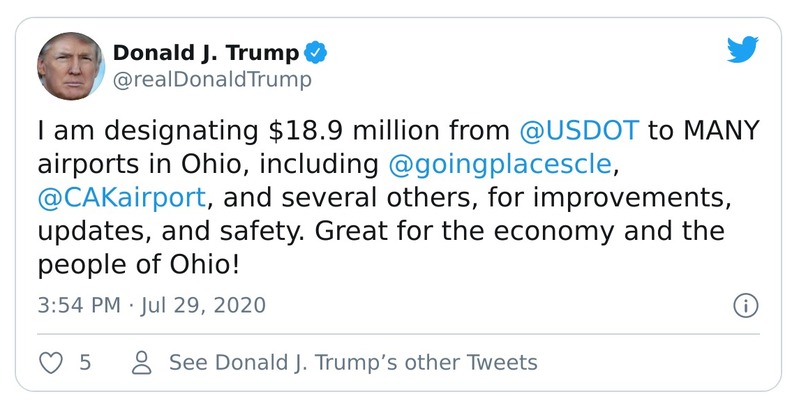 Donald J. Trump
@realDonaldTrump
I am designating $18.9 million from @USDOT to MANY
airports in Ohio, including @goingplacescle,
@CAKairport, and several others, for improvements,
updates, and safety. Great for the economy and the
people of Ohio!
3:54 PM · Jul 29, 2020
5 See Donald J. Trump’s other Tweets